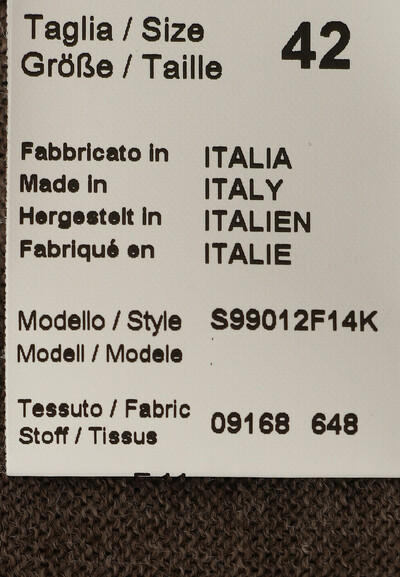 Taglia / Size 42
Größe / Taille
Fabbricato in ITALIA
Made in ITALY
Hergestelt in ITALIEN
Fabriqué en ITALIE
Modello / Style S99012F14K
Modell / Modele
Tessuto / Fabric 09168 648
Stoff / Tissus